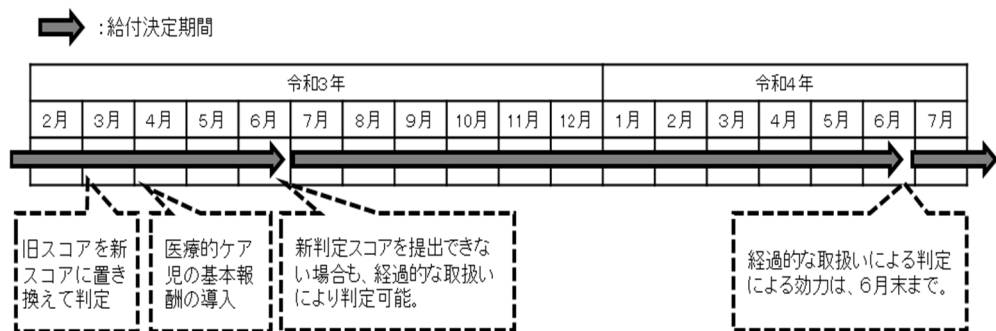 ：給付決定期間
令和3年 令和4年
2月 3月 4月 5月 6月 7月 8月 9月 10月 11月 12月 1月 2月 3月 4月 5月 6月 7月
旧スコアを新
スコアに置き
換えて判定
医療的ケア
児の基本報
酬の導入
新判定スコアを提出できな
い場合も、経過的な取扱い
により判定可能。
経過的な取扱いによる判定
による効力は、６月末まで。